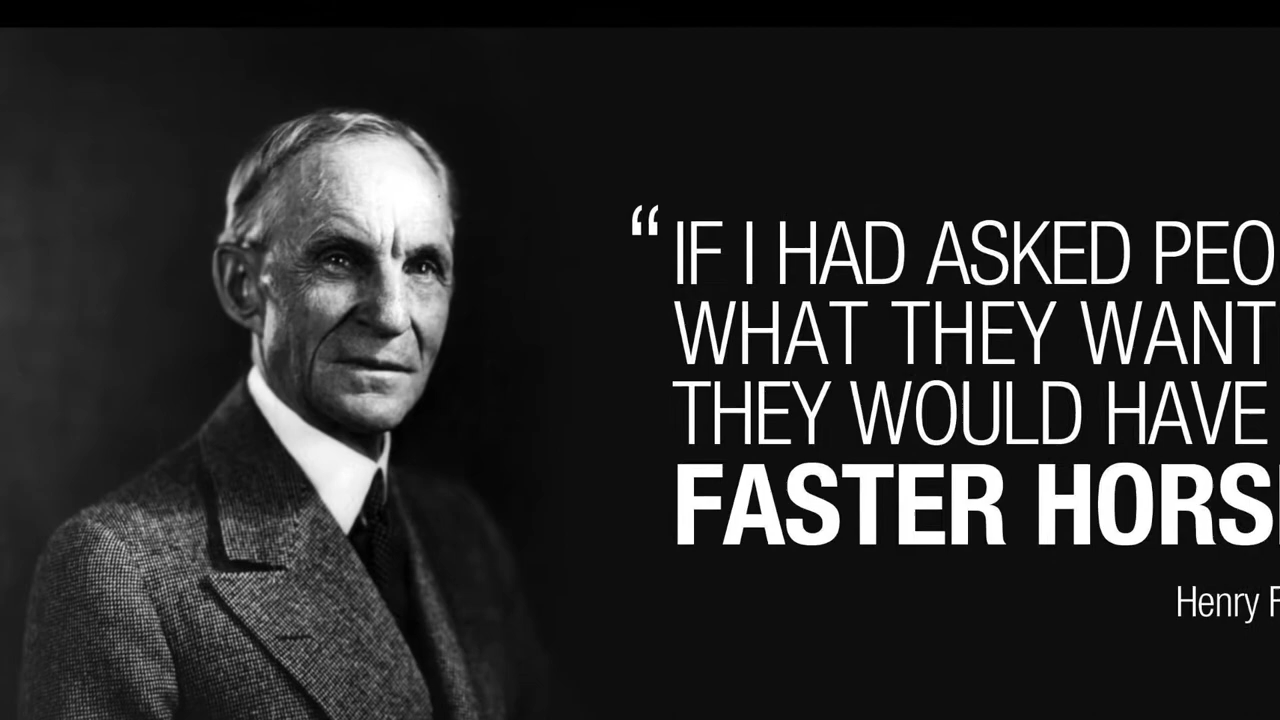 “IF I HAD ASKED PEO
WHAT THEY WANT
THEY WOULD HAVE
FASTER HORS
Henry F